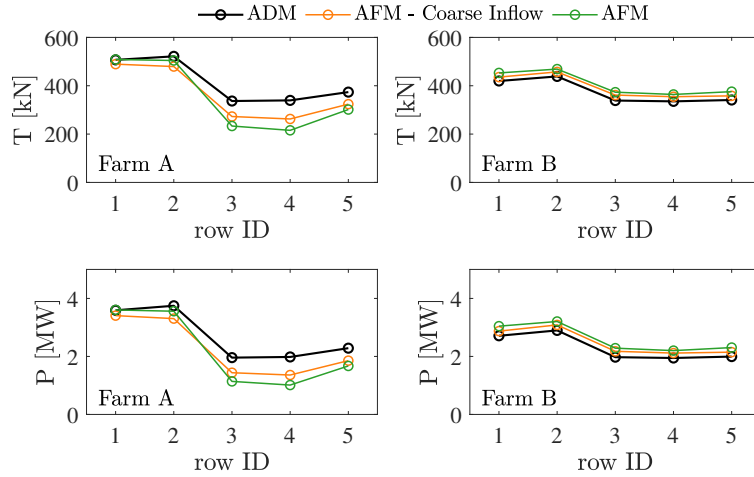 ADM AFM - Coarse Inflow AFM
600
400
200
0
T [kN]
Farm A
1 2 3 4 5
row ID
600
400
200
0
T [kN]
Farm B
1 2 3 4 5
row ID
4
2
0
P [MW]
Farm A
1 2 3 4 5
row ID
4
2
0
P [MW]
Farm B
1 2 3 4 5
row ID